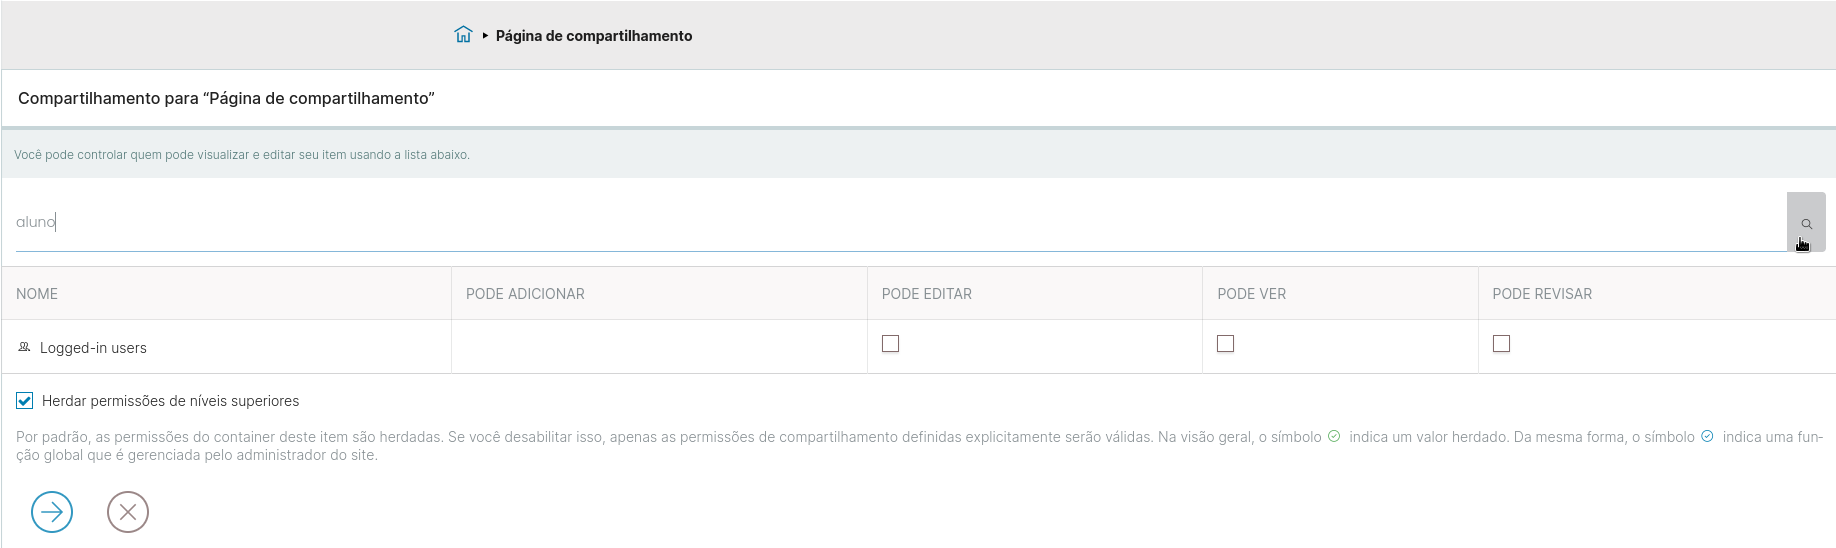 Página de compartilhamento
Compartilhamento para “Página de compartilhamento”
Você pode controlar quem pode visualizar e editar seu item usando a lista abaixo.
aluno
NOME PODE ADICIONAR PODE EDITAR PODE VER PODE REVISAR
Logged-in users
Herdar permissões de níveis superiores
Por padrão, as permissões do container deste item são herdadas. Se você desabilitar isso, apenas as permissões de compartilhamento definidas explicitamente serão válidas. Na visão geral, o símbolo indica um valor herdado. Da mesma forma, o símbolo indica uma fun-
ção global que é gerenciada pelo administrador do site.